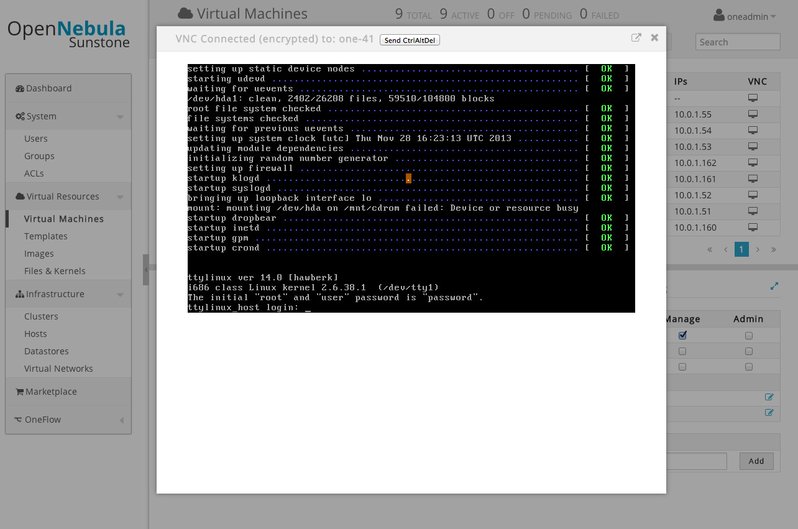 OpenNebula
Sunstone
Virtual Machines
9 TOTAL 9 ACTIVE 0 OFF 0 PENDING 0 FAILED
oneadmin
VNC Connected (encrypted) to: one-41 Send CtrlAltDel
Search
Dashboard
System
Users
Groups
ACLs
Virtual Resources
Virtual Machines
Templates
Images
Files & Kernels
Infrastructure
Clusters
Hosts
Datastores
Virtual Networks
Marketplace
OneFlow
setting up static device nodes ........................................ [ OK ]
starting udevd ........................................ [ OK ]
waiting for uevents ........................................ [ OK ]
/dev/hda1: clean, 2402/26208 files, 59510/104800 blocks
root file system checked ........................................ [ OK ]
file systems checked ........................................ [ OK ]
waiting for previous uevents ........................................ [ OK ]
setting up system clock [utc] Thu Nov 28 16:23:13 UTC 2013 ............ [ OK ]
updating module dependencies ........................................ [ OK ]
initializing random number generator ........................................ [ OK ]
setting up firewall ........................................ [ OK ]
startup klogd ........................................ [ OK ]
startup syslogd ........................................ [ OK ]
bringing up loopback interface lo ........................................ [ OK ]
mount: mounting /dev/hda on /mnt/cdrom failed: Device or resource busy
startup dropbear ........................................ [ OK ]
startup inetd ........................................ [ OK ]
startup gpm ........................................ [ OK ]
startup crond ........................................ [ OK ]
ttylinux ver 14.0 [hawberk]
i686 class Linux kernel 2.6.38.1 (/dev/tty1)
The initial "root" and "user" password is "password".
ttylinux_host login: _
IPs VNC
--
10.0.1.55
10.0.1.54
10.0.1.53
10.0.1.162
10.0.1.161
10.0.1.52
10.0.1.51
10.0.1.160
« < 1 > »
Manage Admin
Add